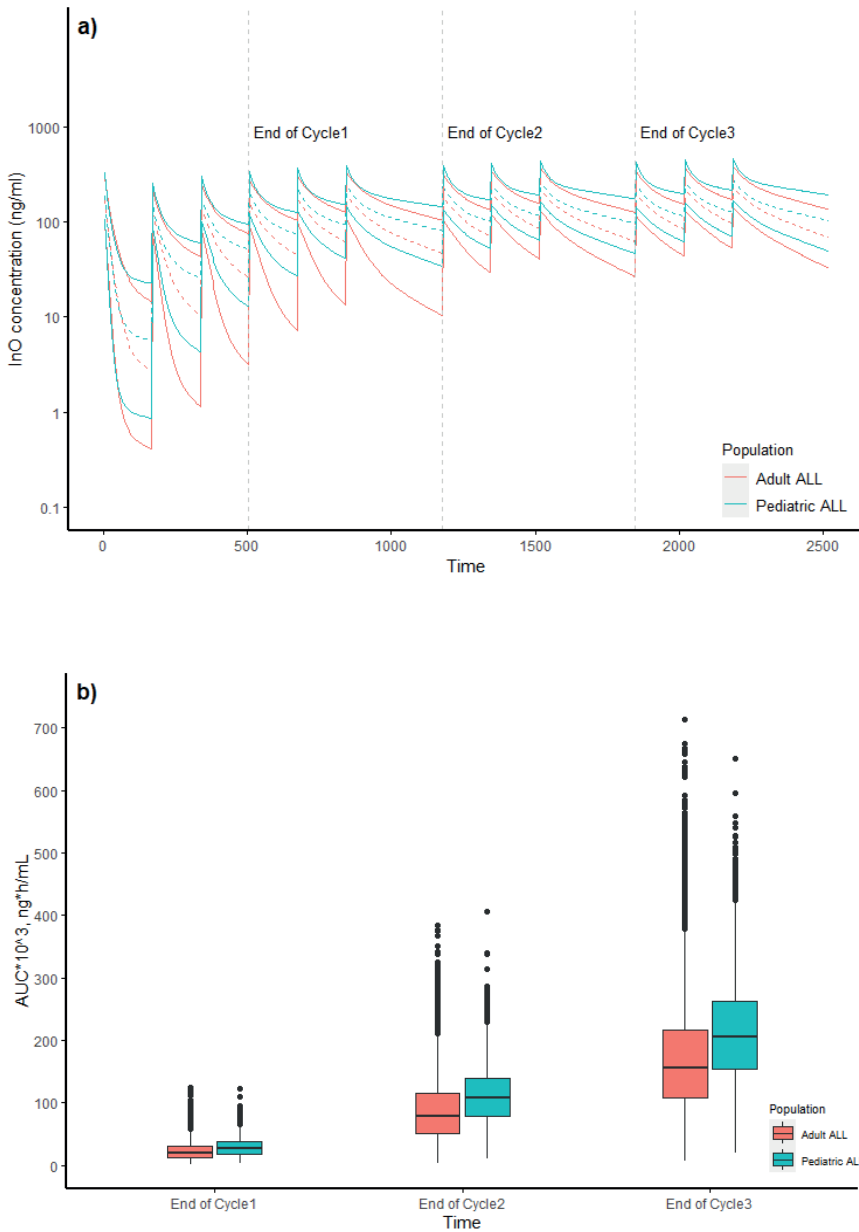 a)
InO concentration (ng/ml)
1000
100
10
1
0.1
End of Cycle1
End of Cycle2
End of Cycle3
Population
Adult ALL
Pediatric ALL
0
500
1000
1500
2000
2500
Time
b)
AUC*10^3, ng*h/mL
700
600
500
400
300
200
100
0
Population
Adult ALL
Pediatric AL
End of Cycle1
End of Cycle2
End of Cycle3
Time